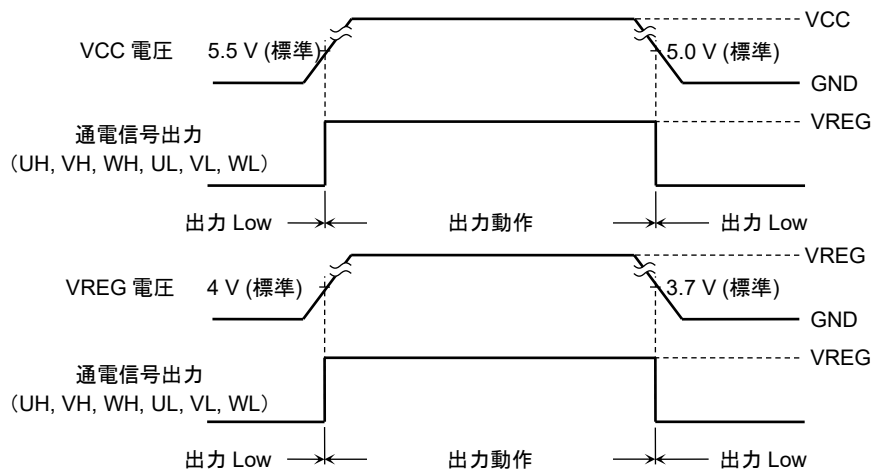 VCC
VCC 電圧 5.5 V (標準) 5.0 V (標準)
GND
通電信号出力
(UH, VH, WH, UL, VL, WL)
VREG
出力 Low 出力動作 出力 Low
VREG
VREG 電圧 4 V (標準) 3.7 V (標準)
GND
通電信号出力
(UH, VH, WH, UL, VL, WL)
VREG
出力 Low 出力動作 出力 Low